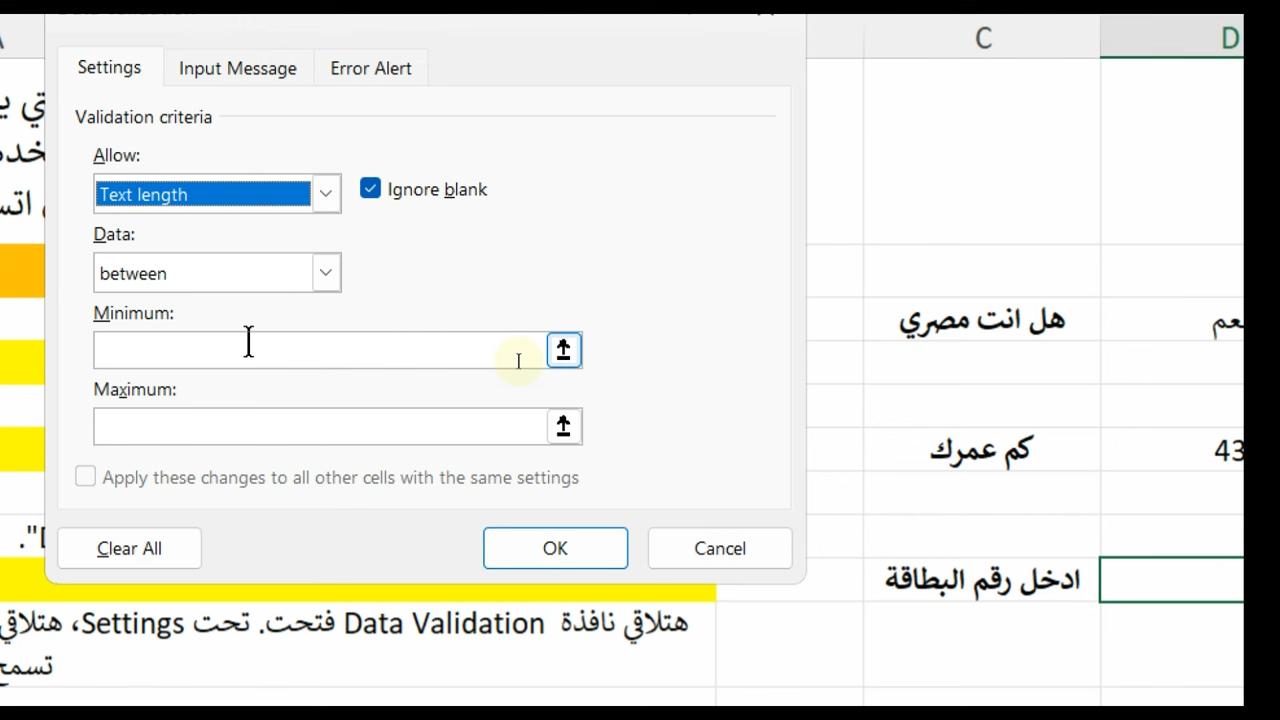 C
D
Settings
Input Message
Error Alert
Validation criteria
Allow:
Text length
Ignore blank
Data:
between
Minimum:
Maximum:
Apply these changes to all other cells with the same settings
Clear All
OK
Cancel
هل انت مصري
كم عمرك
43
ادخل رقم البطاقة
هتلاقي نافذة Data Validation فتحت. تحت Settings، هتلاقي